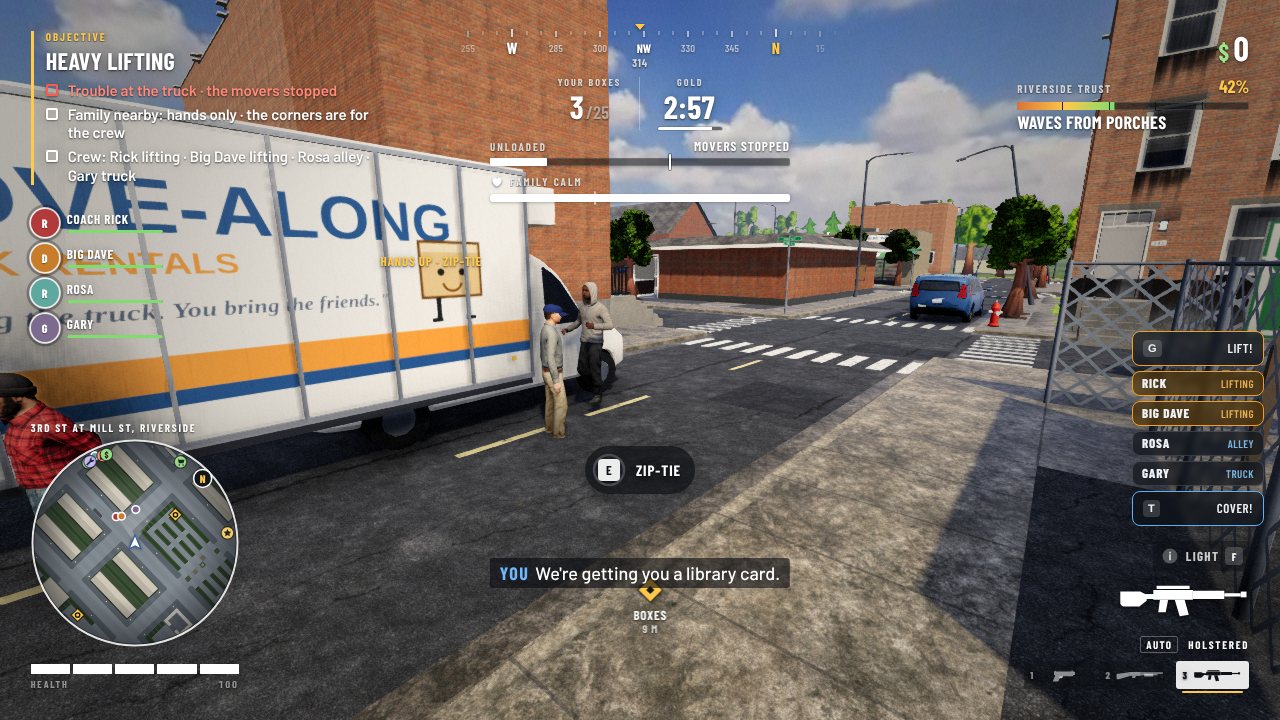 OBJECTIVE
HEAVY LIFTING
Trouble at the truck · the movers stopped
Family nearby: hands only · the corners are for
the crew
Crew: Rick lifting · Big Dave lifting · Rosa alley ·
Gary truck
255 W 285 300 NW 330 345 N 15
314
YOUR BOXES
3/25
GOLD
2:57
UNLOADED
MOVERS STOPPED
FAMILY CALM
$ 0
RIVERSIDE TRUST
42%
WAVES FROM PORCHES
R COACH RICK
D BIG DAVE
R ROSA
G GARY
OVE-ALONG
K RENTALS
g the truck. You bring the friends."
HANDS UP · ZIP-TIE
3RD ST AT MILL ST, RIVERSIDE
N
$
HEALTH
100
E ZIP-TIE
YOU We're getting you a library card.
BOXES
9 M
G LIFT!
RICK LIFTING
BIG DAVE LIFTING
ROSA ALLEY
GARY TRUCK
T COVER!
i LIGHT F
AUTO HOLSTERED
1 2 3